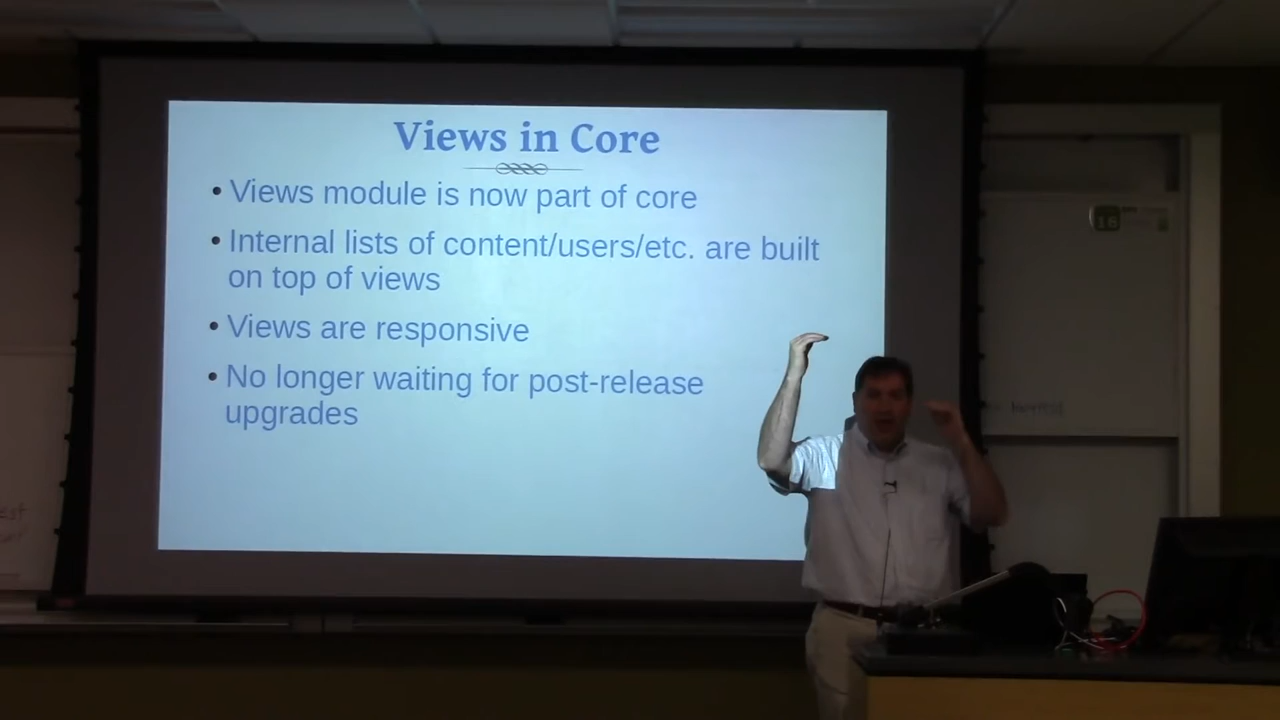 Views in Core
• Views module is now part of core
• Internal lists of content/users/etc. are built
on top of views
• Views are responsive
• No longer waiting for post-release
upgrades
16